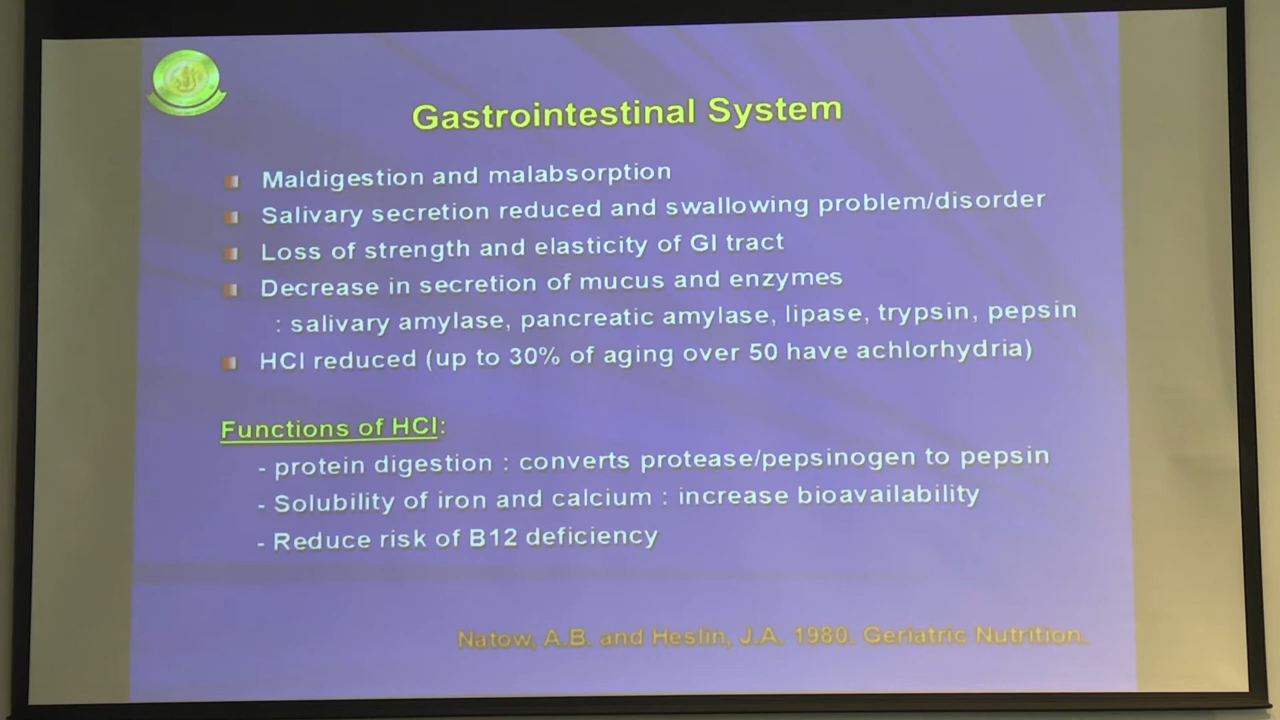 Gastrointestinal System
Maldigestion and malabsorption
Salivary secretion reduced and swallowing problem/disorder
Loss of strength and elasticity of GI tract
Decrease in secretion of mucus and enzymes
: salivary amylase, pancreatic amylase, lipase, trypsin, pepsin
HCl reduced (up to 30% of aging over 50 have achlorhydria)
Functions of HCl:
- protein digestion : converts protease/pepsinogen to pepsin
- Solubility of iron and calcium : increase bioavailability
- Reduce risk of B12 deficiency
Natow, A.B. and Heslin, J.A. 1980. Geriatric Nutrition.